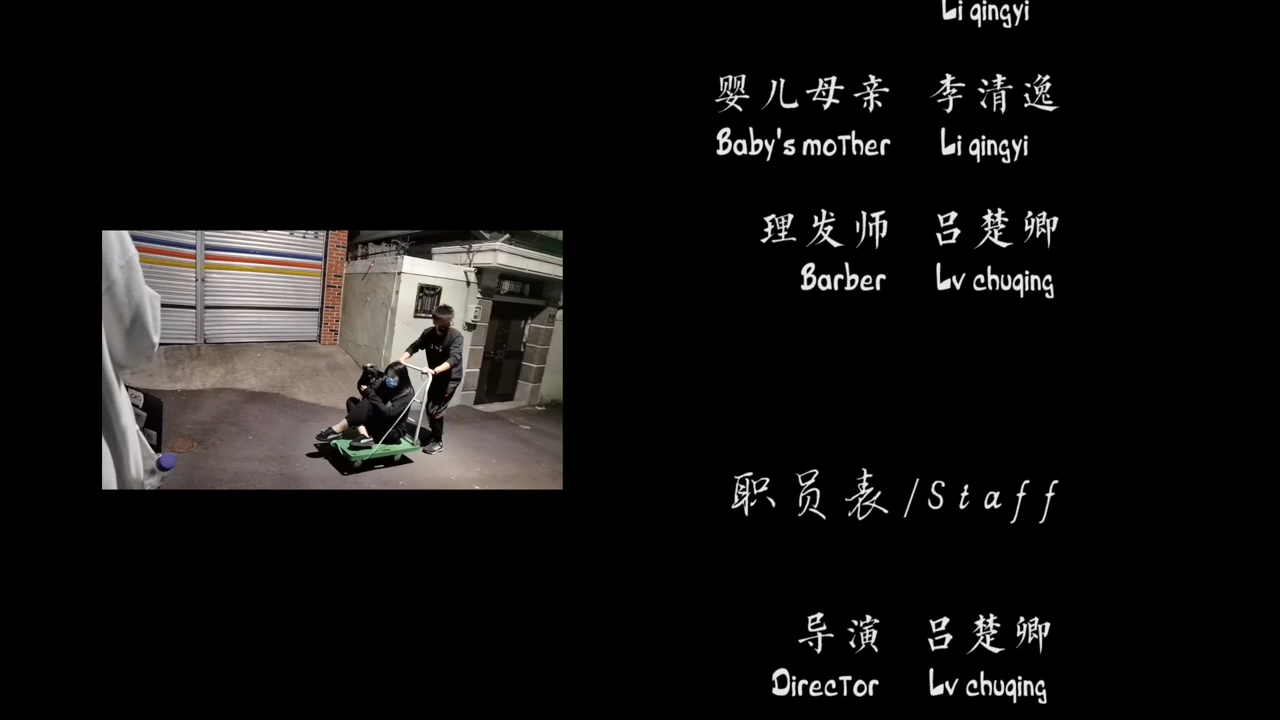 Li qingyi
婴儿母亲 李清逸
Baby's moTher Li qingyi
理发师 吕楚卿
Barber Lv chuqing
职员表/Staff
导演 吕楚卿
DirecTor Lv chuqing